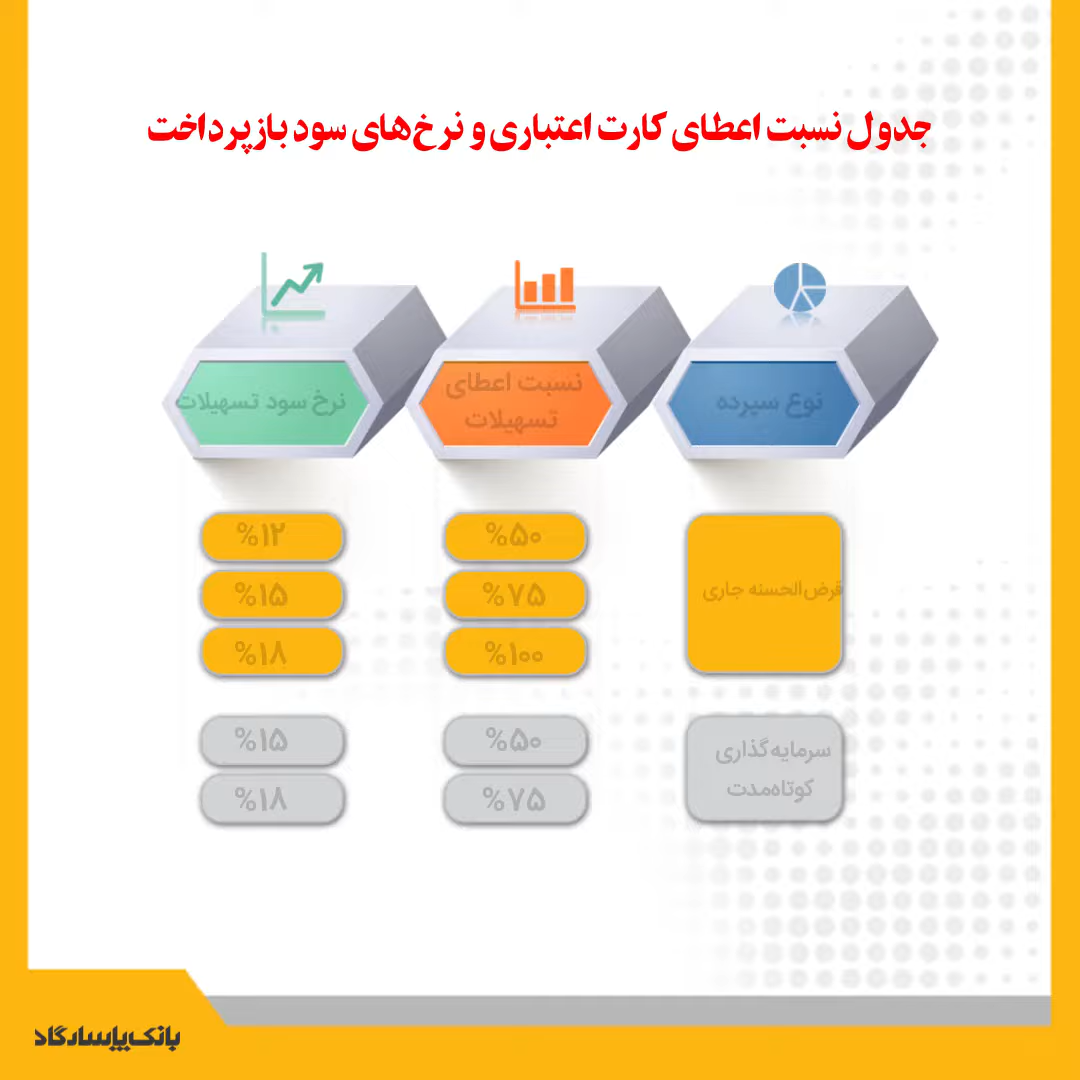 جدول نسبت اعطای کارت اعتباری و نرخ‌های سود بازپرداخت
نوع سپرده
نسبت اعطای
تسهیلات
نرخ سود تسهیلات
قرض‌الحسنه جاری
%۵۰
%۱۲
%۷۵
%۱۵
%۱۰۰
%۱۸
سرمایه‌گذاری
کوتاه‌مدت
%۵۰
%۱۵
%۷۵
%۱۸
بانک پاسارگاد